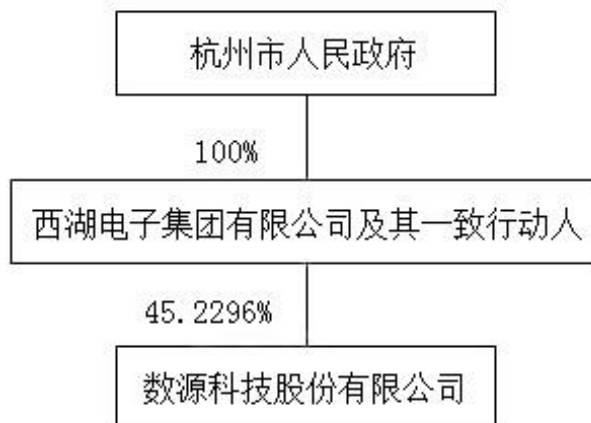 杭州市人民政府
100%
西湖电子集团有限公司及其一致行动人
45.2296%
数源科技股份有限公司